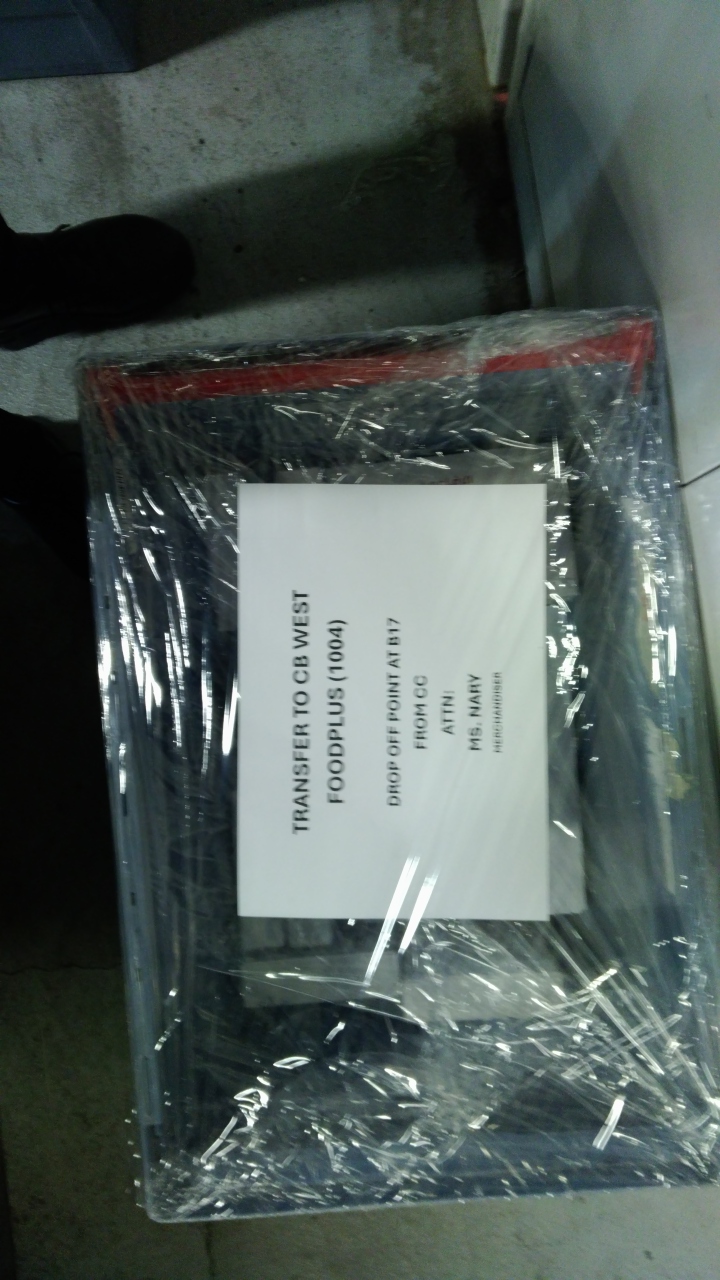 TRANSFER TO CB WEST
FOODPLUS (1004)
DROP OFF POINT AT B17
FROM CC
ATTN:
MS. NARY
MERCHANDISER